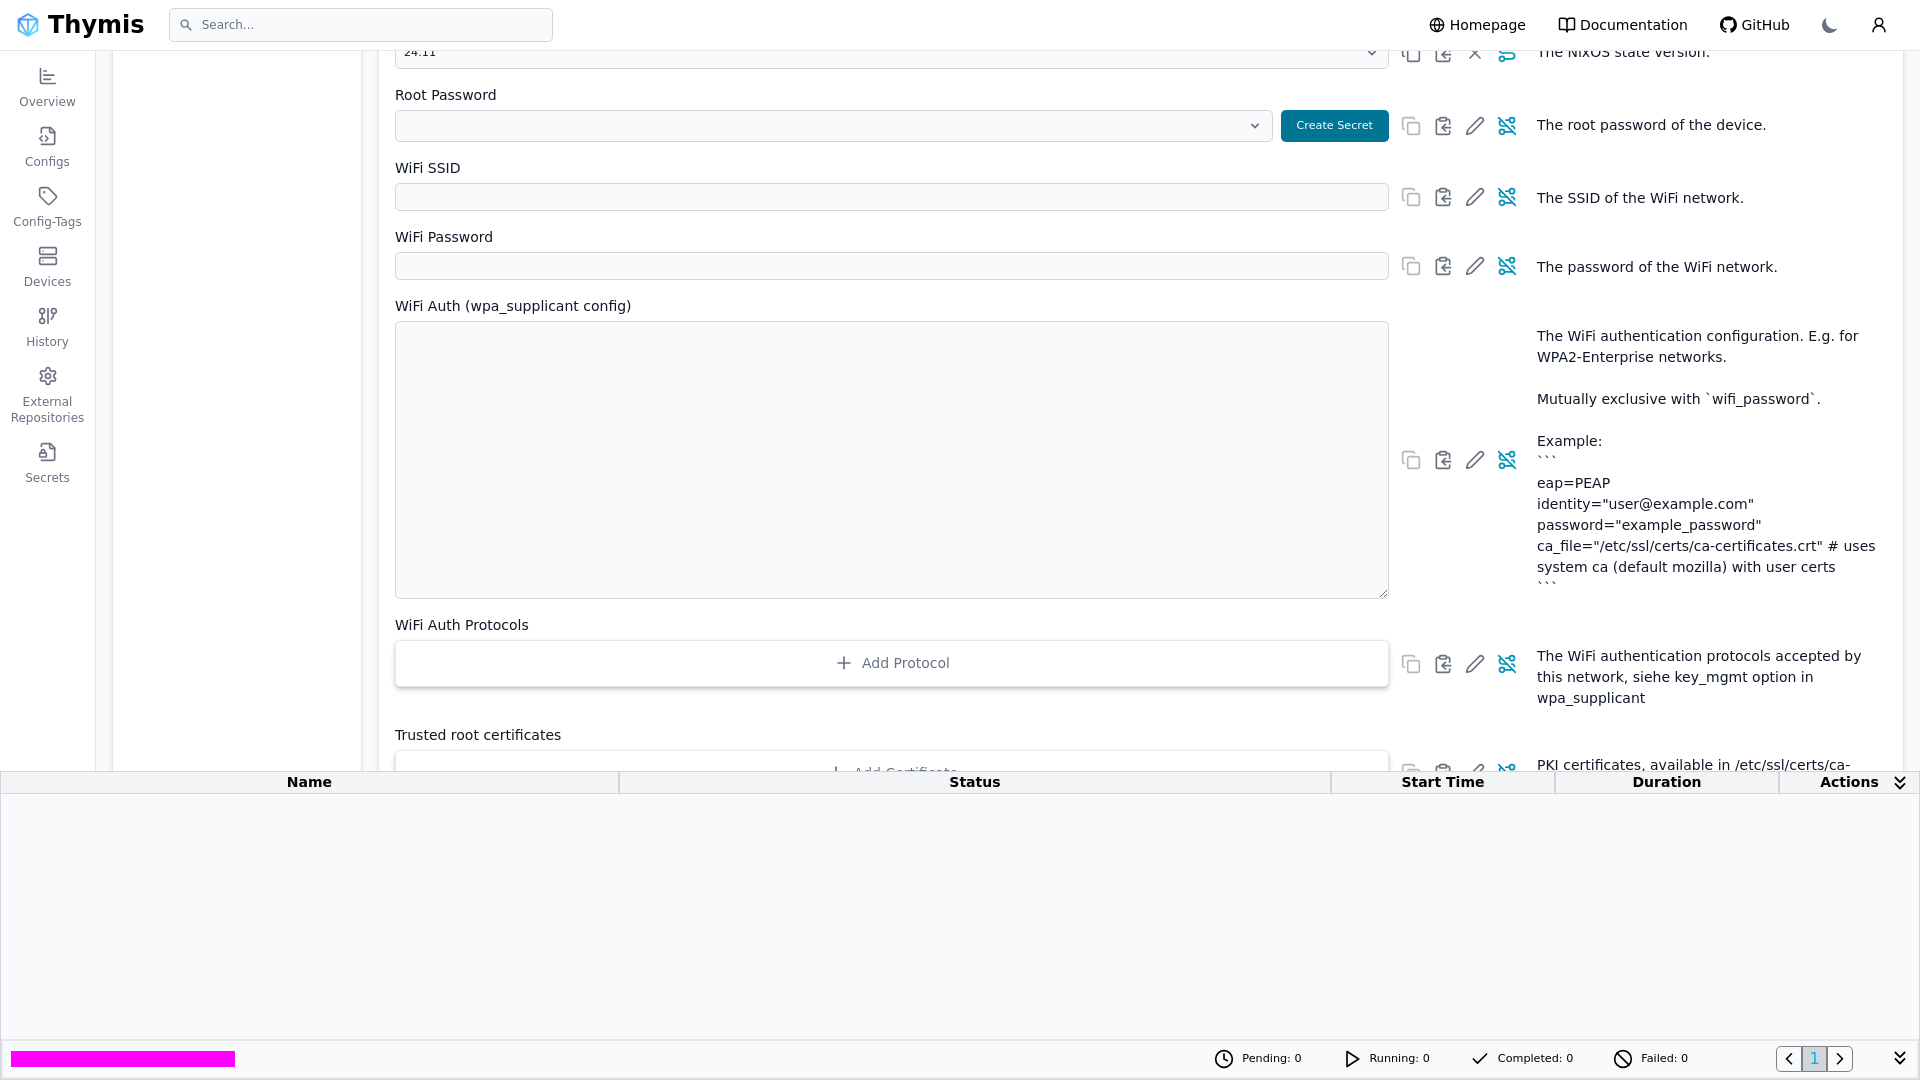 Thymis
Search...
Homepage
Documentation
GitHub
Overview
Configs
Config-Tags
Devices
History
External
Repositories
Secrets
24.11
The NixOS state version.
Root Password
Create Secret
The root password of the device.
WiFi SSID
The SSID of the WiFi network.
WiFi Password
The password of the WiFi network.
WiFi Auth (wpa_supplicant config)
The WiFi authentication configuration. E.g. for
WPA2-Enterprise networks.
Mutually exclusive with `wifi_password`.
Example:
```
eap=PEAP
identity="user@example.com"
password="example_password"
ca_file="/etc/ssl/certs/ca-certificates.crt" # uses
system ca (default mozilla) with user certs
```
WiFi Auth Protocols
Add Protocol
The WiFi authentication protocols accepted by
this network, siehe key_mgmt option in
wpa_supplicant
Trusted root certificates
Add Certificate
PKI certificates, available in /etc/ssl/certs/ca-
Name
Status
Start Time
Duration
Actions
Pending: 0
Running: 0
Completed: 0
Failed: 0
1